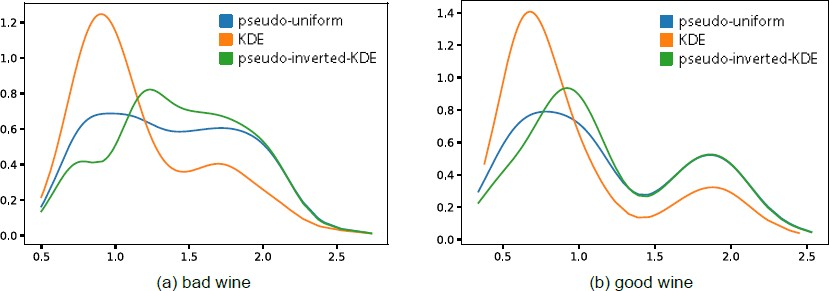 1.2
1.0
0.8
0.6
0.4
0.2
0.0
pseudo-uniform
KDE
pseudo-inverted-KDE
0.5 1.0 1.5 2.0 2.5
(a) bad wine
1.4
1.2
1.0
0.8
0.6
0.4
0.2
0.0
pseudo-uniform
KDE
pseudo-inverted-KDE
0.5 1.0 1.5 2.0 2.5
(b) good wine